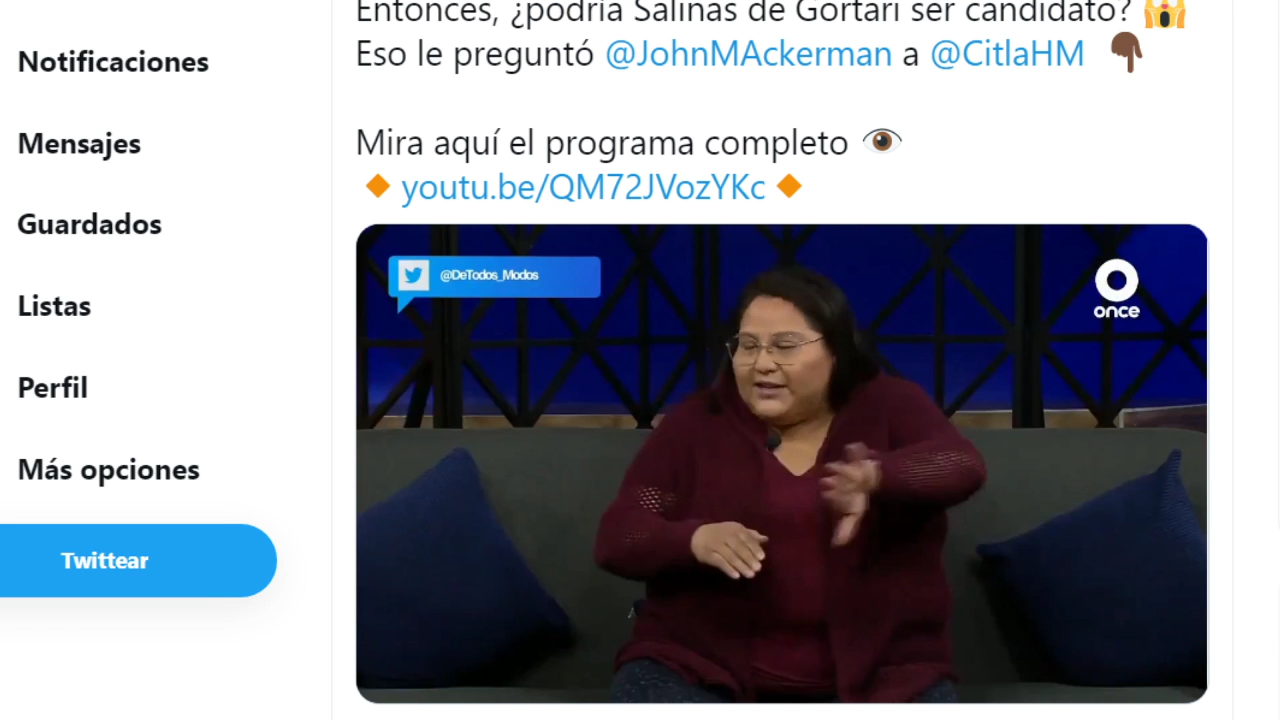 Entonces, ¿podría Salinas de Gortari ser candidato? 😱
Eso le preguntó @JohnMAckerman a @CitlaHM 👇🏾
Mira aquí el programa completo 👁️
🔸 youtu.be/QM72JVozYKc 🔸
Notificaciones
Mensajes
Guardados
Listas
Perfil
Más opciones
Twittear
@DeTodos_Modos
once